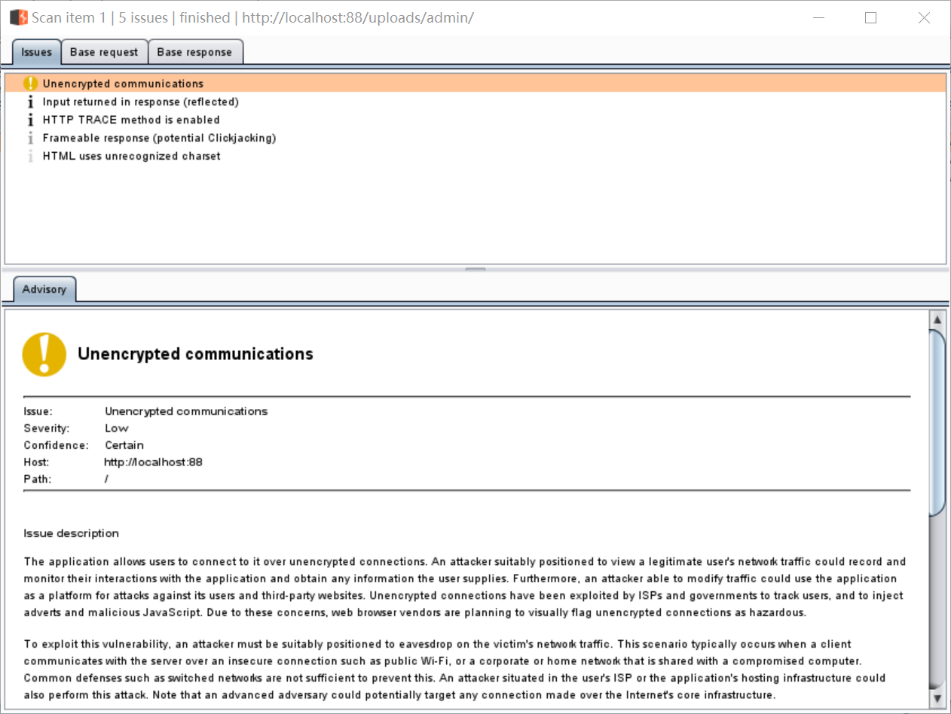 Scan item 1 | 5 issues | finished | http://localhost:88/uploads/admin/
Issues Base request Base response
Unencrypted communications
Input returned in response (reflected)
HTTP TRACE method is enabled
Frameable response (potential Clickjacking)
HTML uses unrecognized charset
Advisory
Unencrypted communications
Issue: Unencrypted communications
Severity: Low
Confidence: Certain
Host: http://localhost:88
Path: /
Issue description
The application allows users to connect to it over unencrypted connections. An attacker suitably positioned to view a legitimate user's network traffic could record and
monitor their interactions with the application and obtain any information the user supplies. Furthermore, an attacker able to modify traffic could use the application
as a platform for attacks against its users and third-party websites. Unencrypted connections have been exploited by ISPs and governments to track users, and to inject
adverts and malicious JavaScript. Due to these concerns, web browser vendors are planning to visually flag unencrypted connections as hazardous.
To exploit this vulnerability, an attacker must be suitably positioned to eavesdrop on the victim's network traffic. This scenario typically occurs when a client
communicates with the server over an insecure connection such as public Wi-Fi, or a corporate or home network that is shared with a compromised computer.
Common defenses such as switched networks are not sufficient to prevent this. An attacker situated in the user's ISP or the application's hosting infrastructure could
also perform this attack. Note that an advanced adversary could potentially target any connection made over the Internet's core infrastructure.